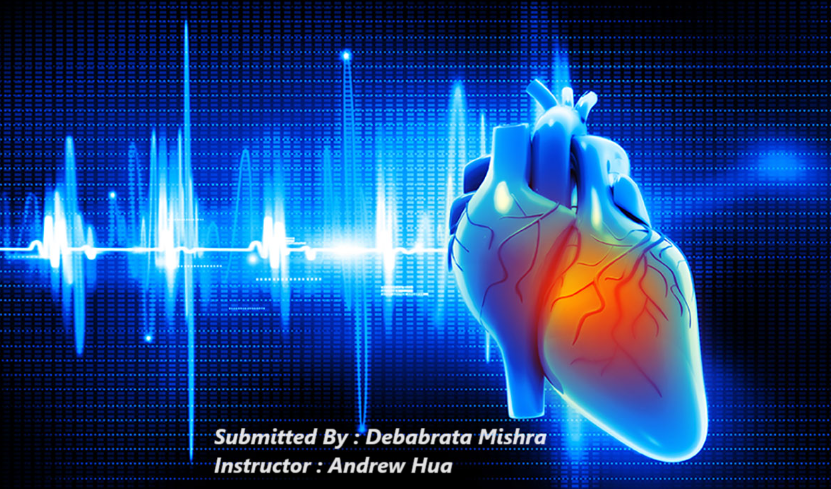 Submitted By : Debabrata Mishra
Instructor : Andrew Hua